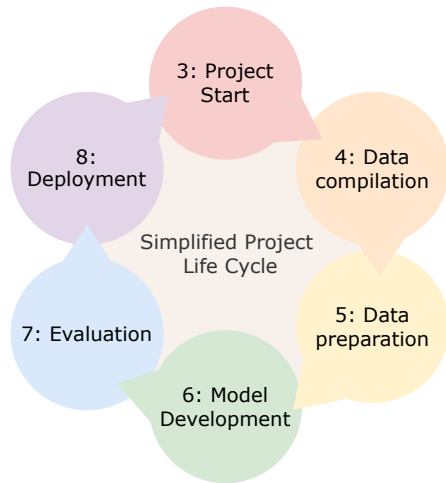 3: Project
Start
4: Data
compilation
5: Data
preparation
6: Model
Development
7: Evaluation
8:
Deployment
Simplified Project
Life Cycle